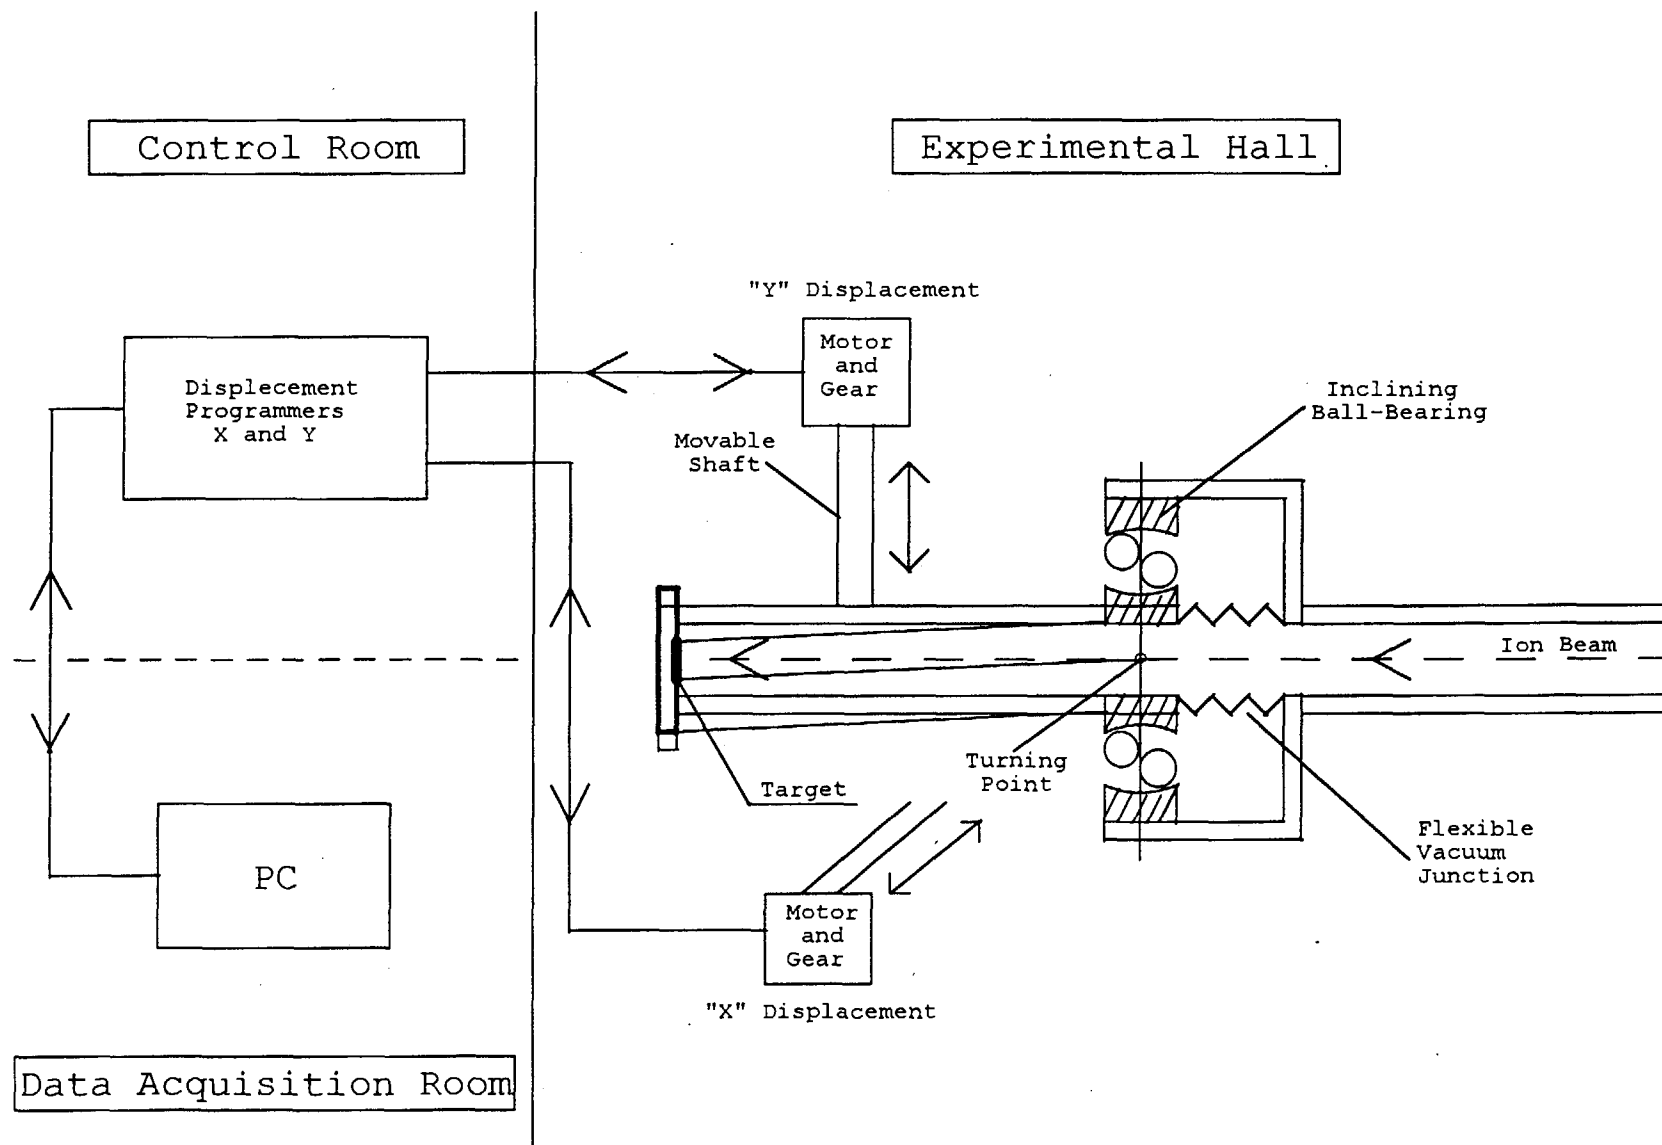 Control Room
Experimental Hall
"Y" Displacement
Motor
and
Gear
Displecement
Programmers
X and Y
Inclining
Ball-Bearing
Movable
Shaft
Ion Beam
Turning
Point
Target
Flexible
Vacuum
Junction
PC
Motor
and
Gear
"X" Displacement
Data Acquisition Room